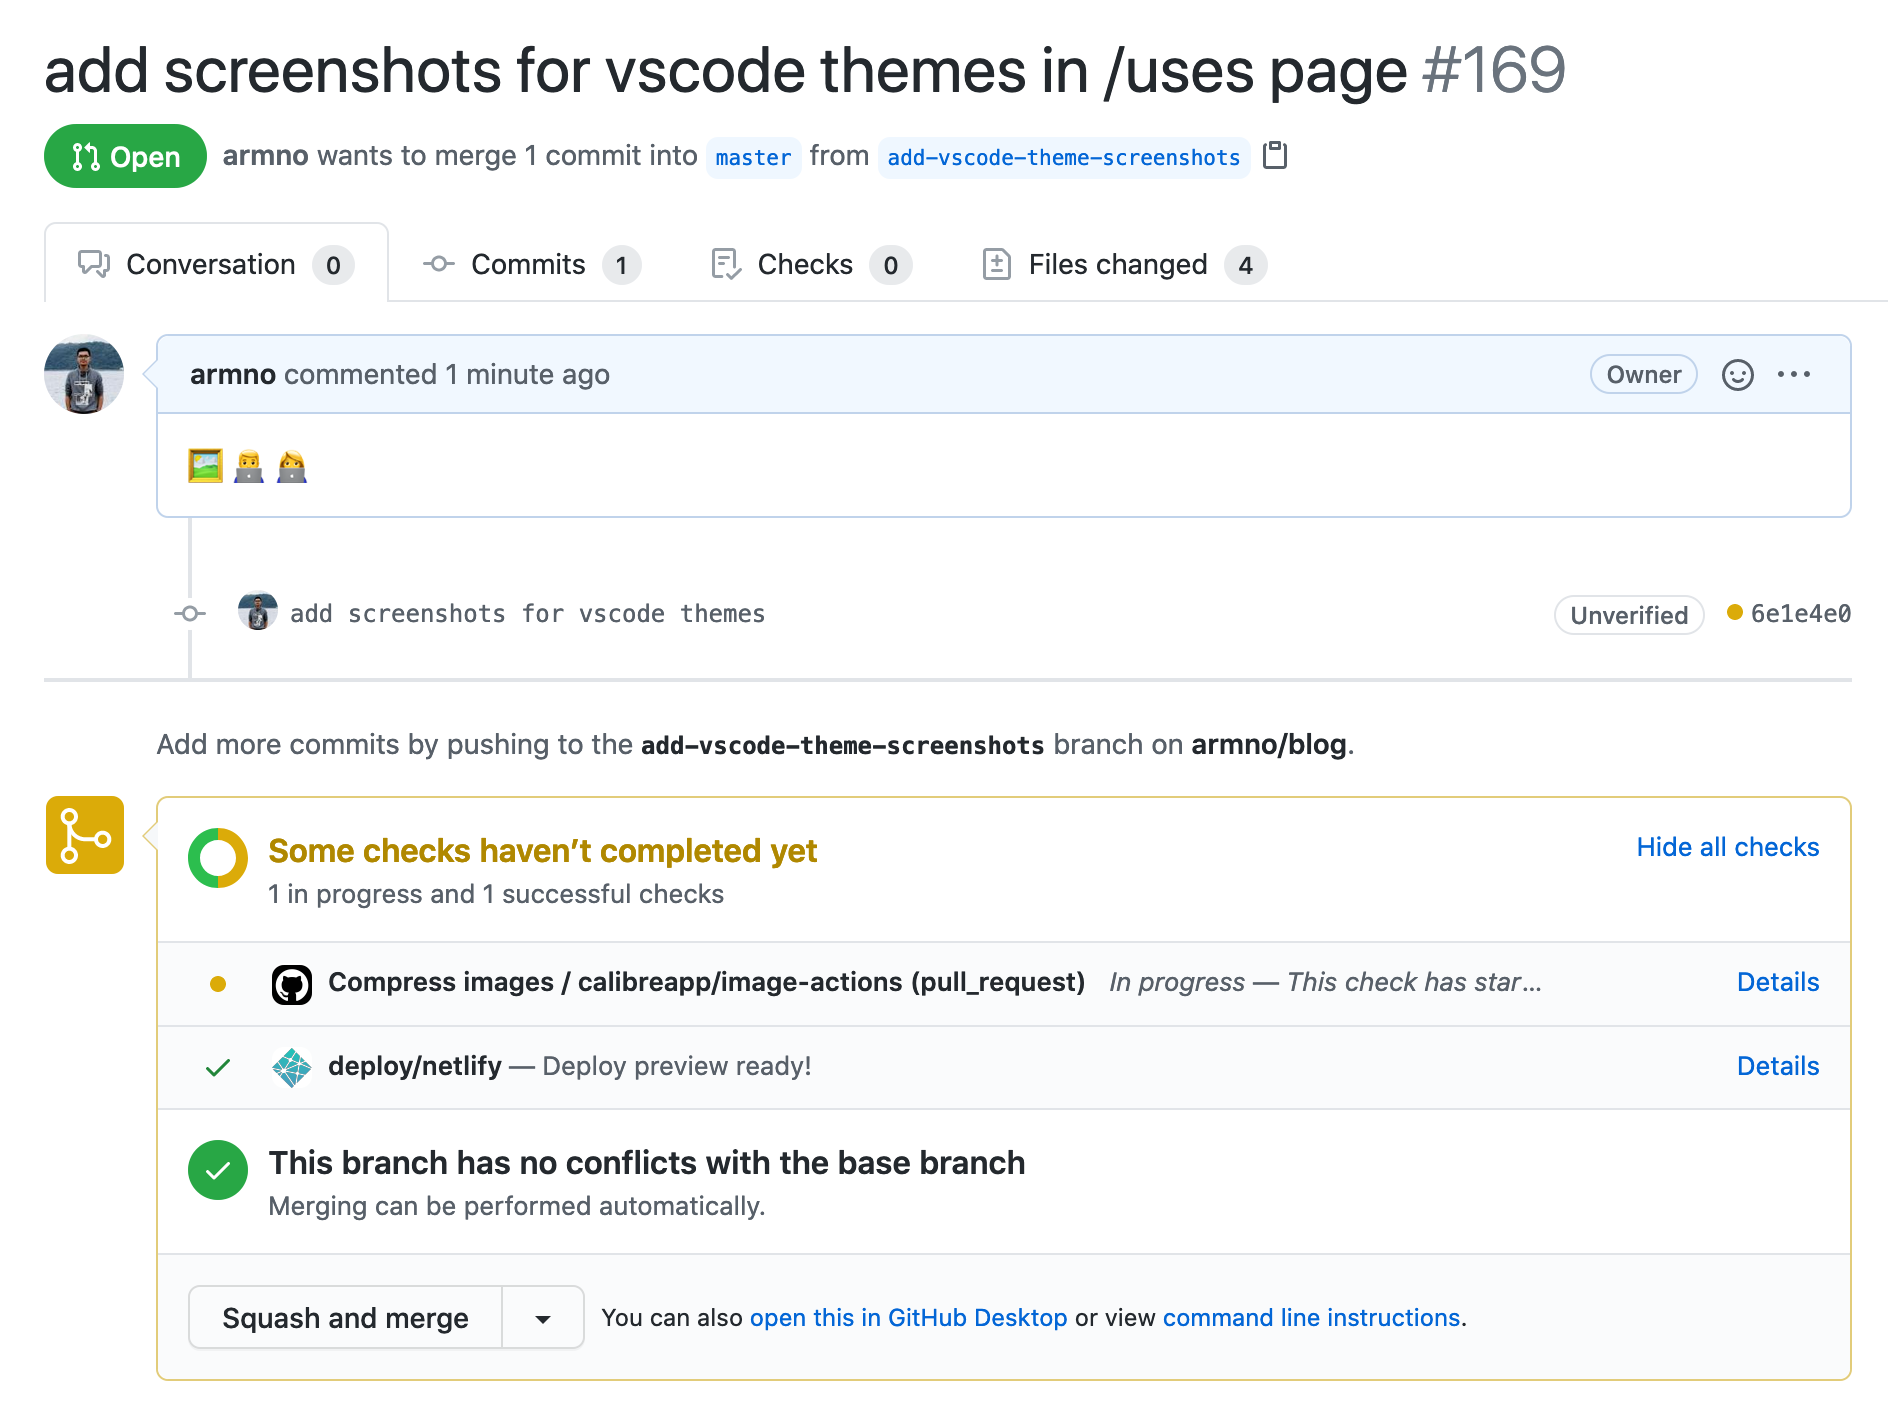 add screenshots for vscode themes in /uses page #169
Open armno wants to merge 1 commit into master from add-vscode-theme-screenshots
Conversation 0 Commits 1 Checks 0 Files changed 4
armno commented 1 minute ago Owner
add screenshots for vscode themes Unverified 6e1e4e0
Add more commits by pushing to the add-vscode-theme-screenshots branch on armno/blog.
Some checks haven’t completed yet Hide all checks
1 in progress and 1 successful checks
Compress images / calibreapp/image-actions (pull_request) In progress — This check has star... Details
deploy/netlify — Deploy preview ready! Details
This branch has no conflicts with the base branch
Merging can be performed automatically.
Squash and merge You can also open this in GitHub Desktop or view command line instructions.